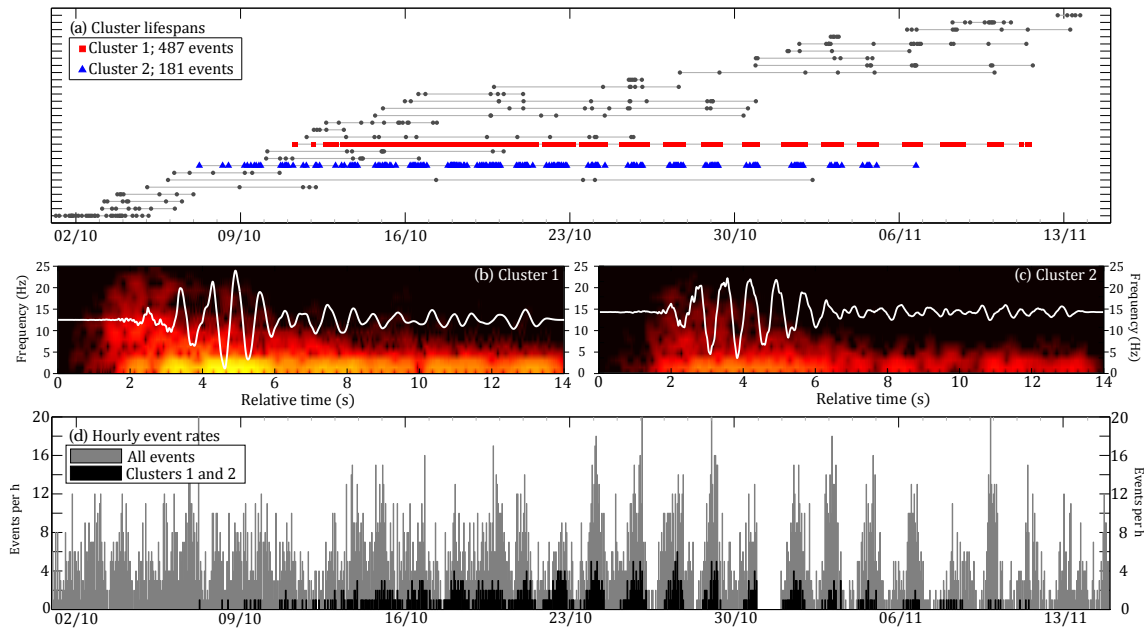 (a) Cluster lifespans
Cluster 1; 487 events
Cluster 2; 181 events
02/10 09/10 16/10 23/10 30/10 06/11 13/11
(b) Cluster 1
Frequency (Hz)
25
20
15
10
5
0
0 2 4 6 8 10 12 14
Relative time (s)
(c) Cluster 2
25
20
15
10
5
0
Frequency (Hz)
0 2 4 6 8 10 12 14
Relative time (s)
(d) Hourly event rates
All events
Clusters 1 and 2
Events per h
20
16
12
8
4
0
20
16
12
8
4
0
Events per h
02/10 09/10 16/10 23/10 30/10 06/11 13/11